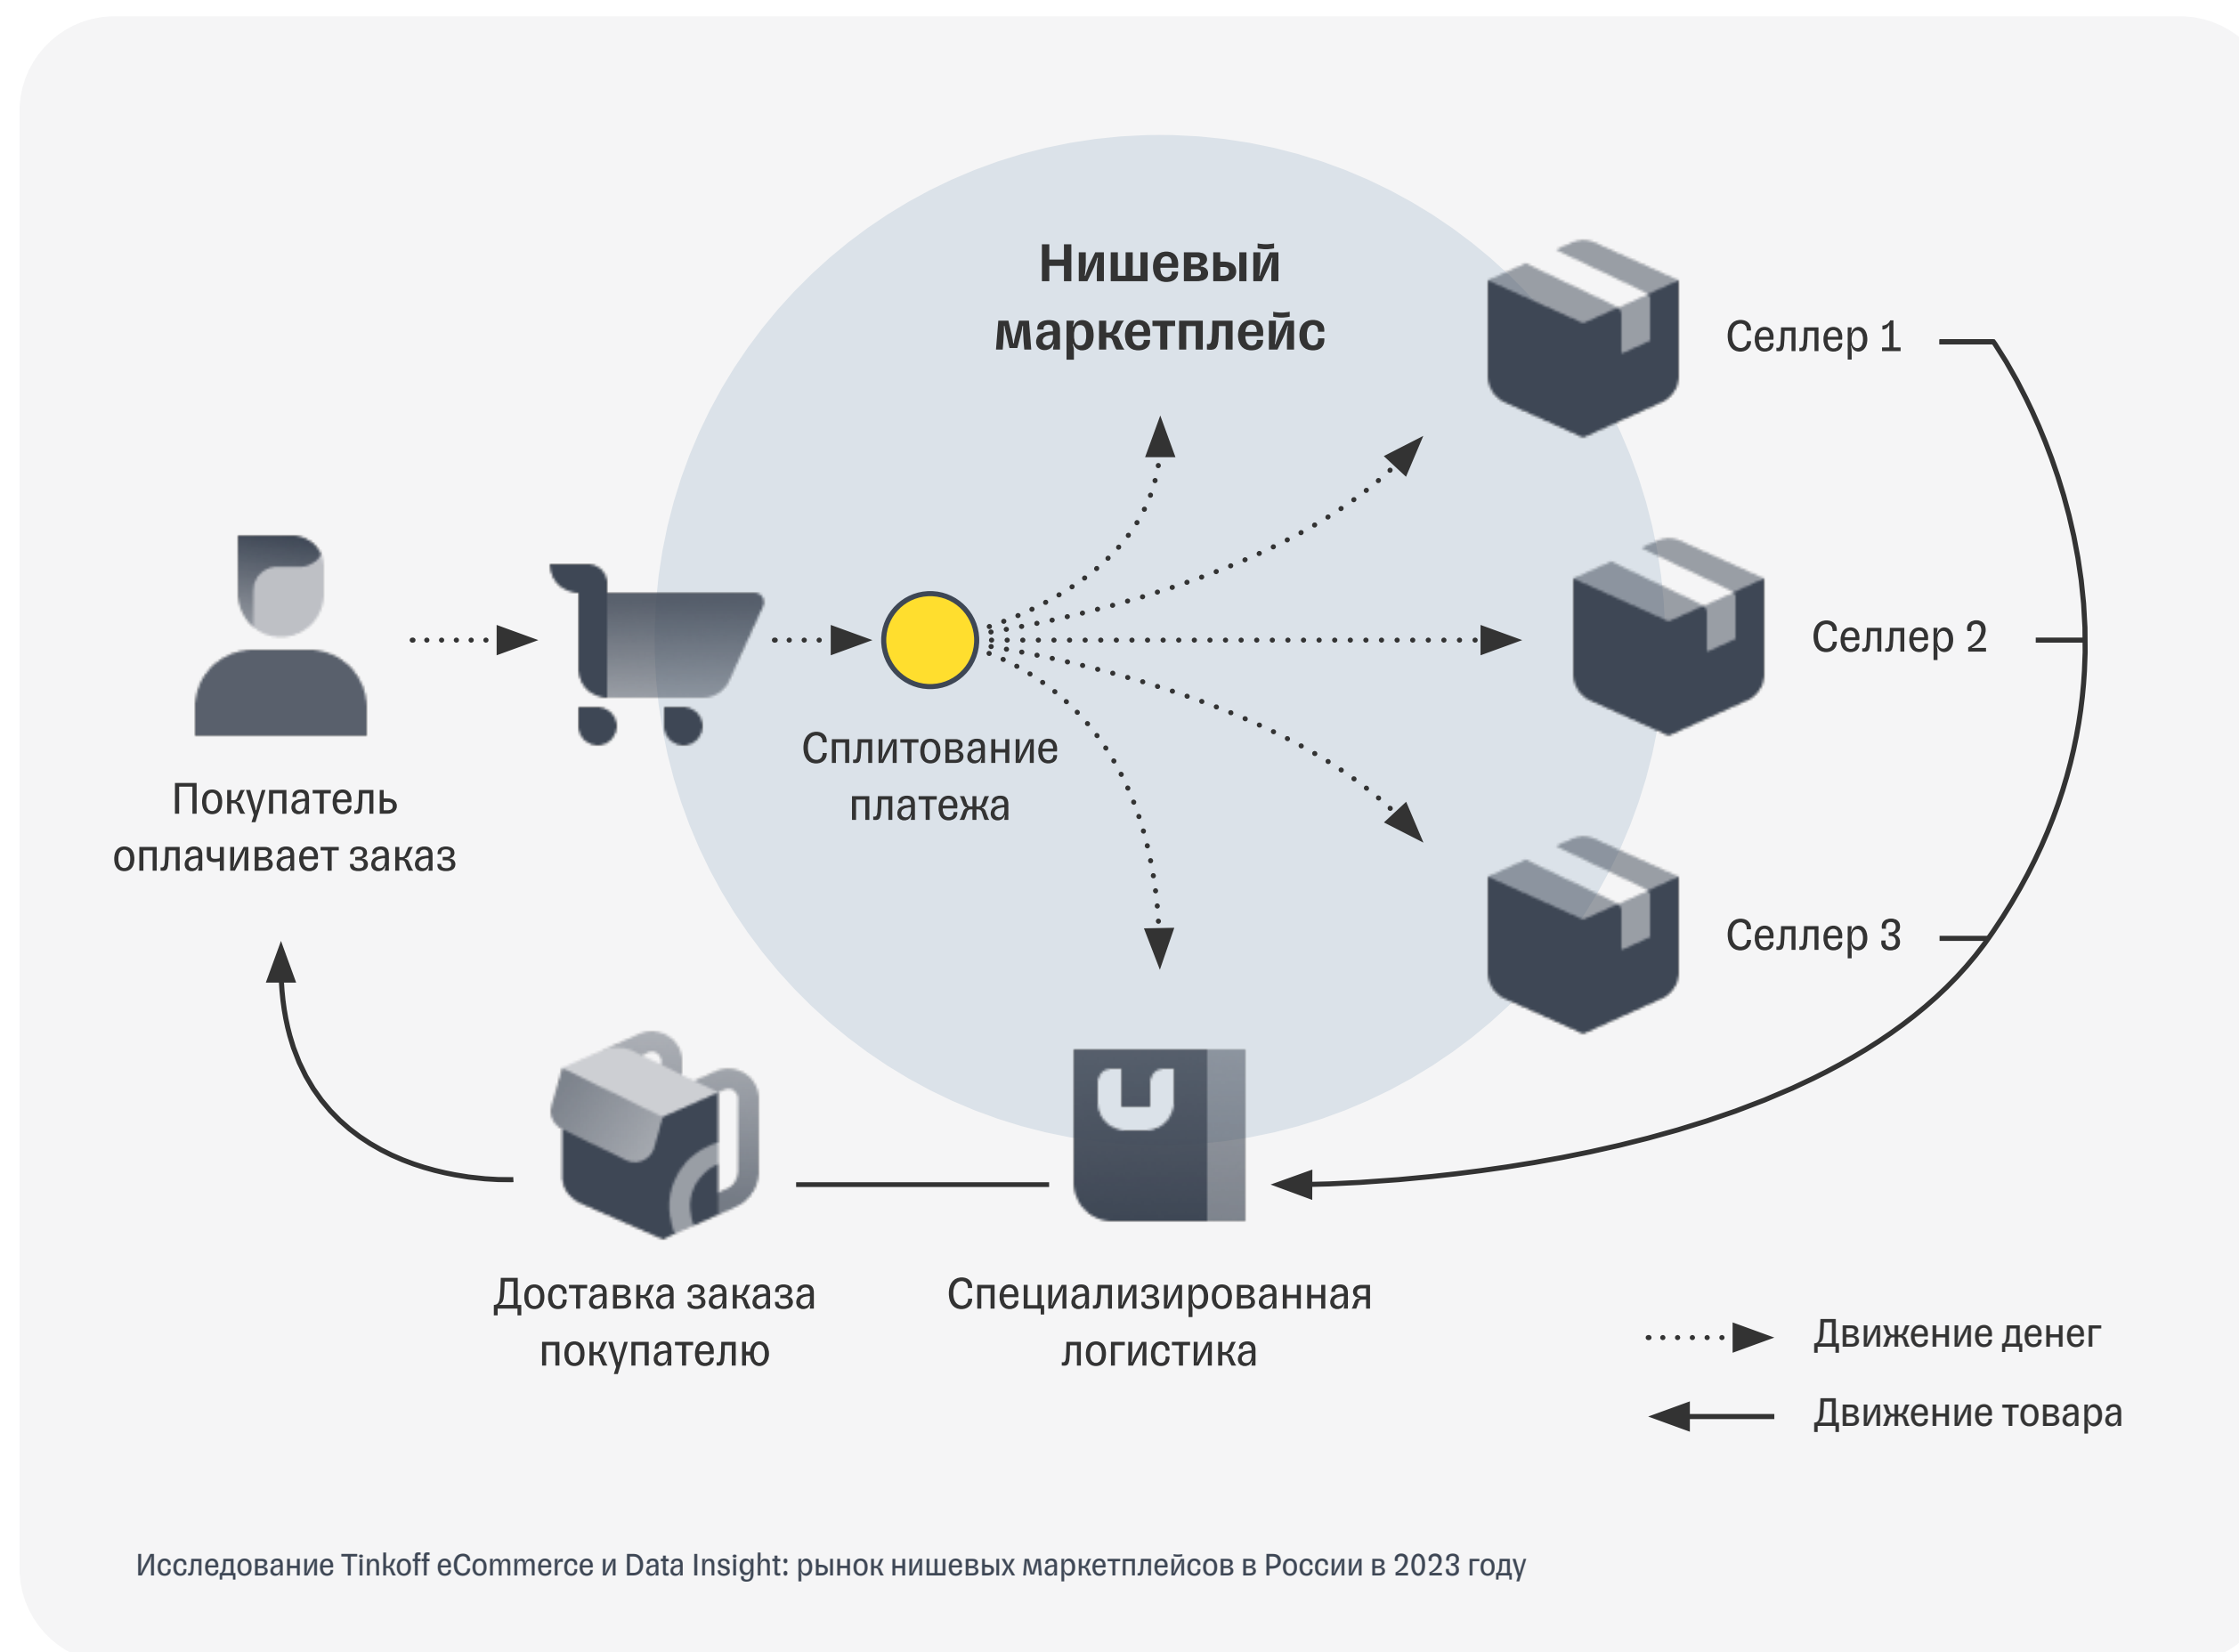 Нишевый
маркетплейс
Селлер 1
Селлер 2
Сплитование
платежа
Покупатель
оплачивает заказ
Селлер 3
Доставка заказа
покупателю
Специализированная
логистика
Движение денег
Движение товара
Исследование Tinkoff eCommerce и Data Insight: рынок нишевых маркетплейсов в России в 2023 году